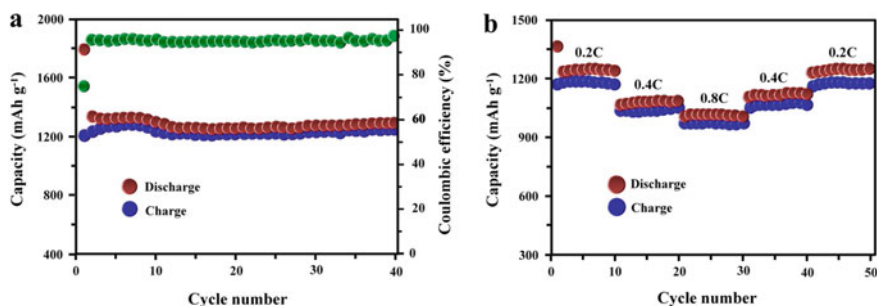 a
Capacity (mAh g⁻¹)
2000
1600
1200
800
400
Discharge
Charge
0
10
20
30
40
Cycle number
100
80
60
40
20
0
Coulombic efficiency (%)
b
Capacity (mAh g⁻¹)
1500
1200
900
600
300
0.2C
0.4C
0.8C
0.4C
0.2C
Discharge
Charge
0
10
20
30
40
50
Cycle number